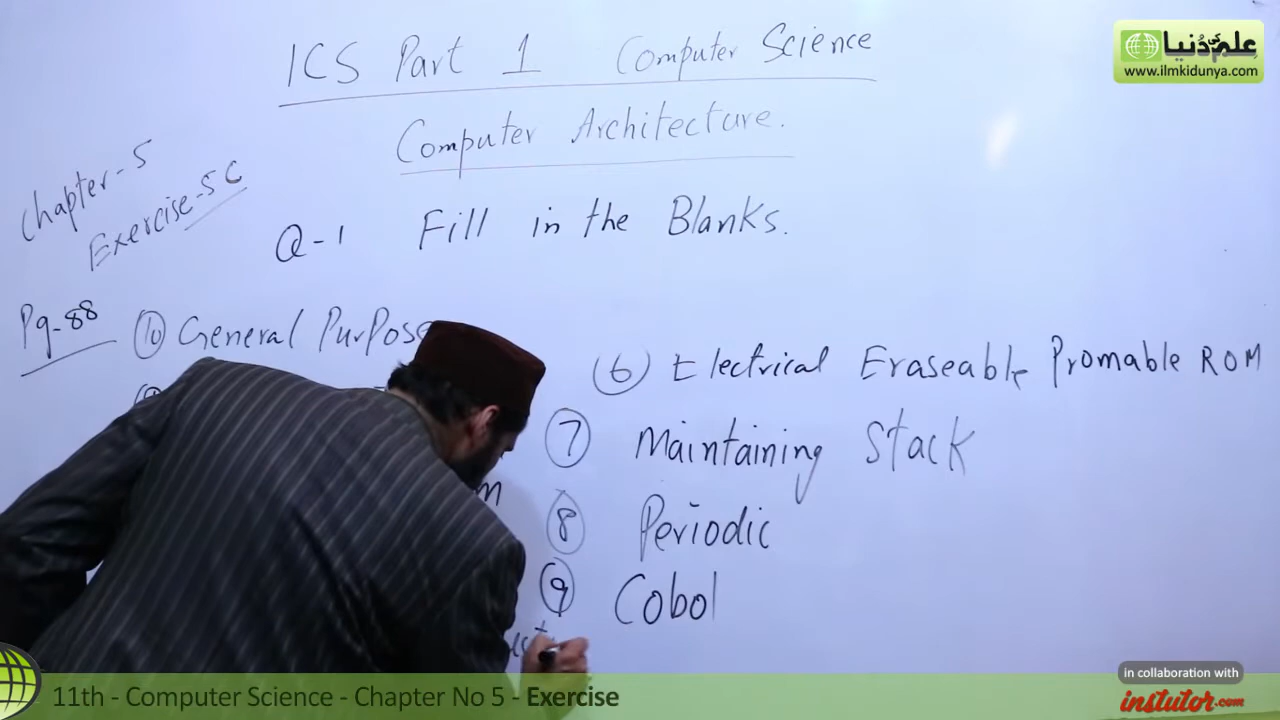 ICS Part 1 Computer Science
Computer Architecture.
Chapter-5
Exercise-5C
Q-1 Fill in the Blanks.
Pg-88
10 General Purpose
6 Electrical Eraseable Promable ROM
7 Maintaining Stack
8 Periodic
9 Cobol
علم کی دنیا
www.ilmkidunya.com
11th - Computer Science - Chapter No 5 - Exercise
in collaboration with
instutor.com